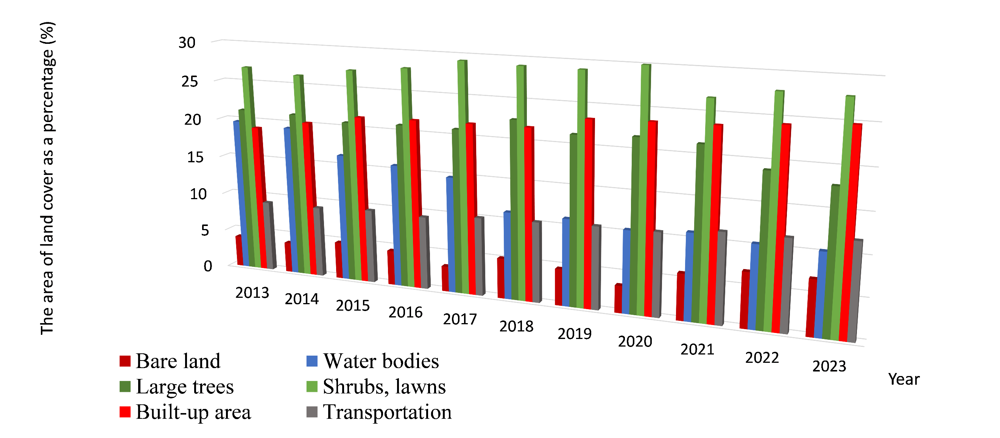 The area of land cover as a percentage (%)
30
25
20
15
10
5
0
2013
2014
2015
2016
2017
2018
2019
2020
2021
2022
2023
Year
Bare land
Water bodies
Large trees
Shrubs, lawns
Built-up area
Transportation